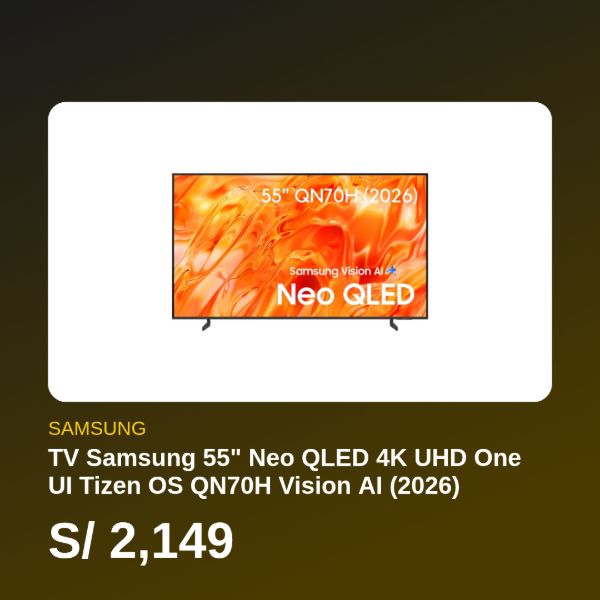 55" QN70H (2026)
Samsung Vision AI
Neo QLED
SAMSUNG
TV Samsung 55" Neo QLED 4K UHD One
UI Tizen OS QN70H Vision AI (2026)
S/ 2,149